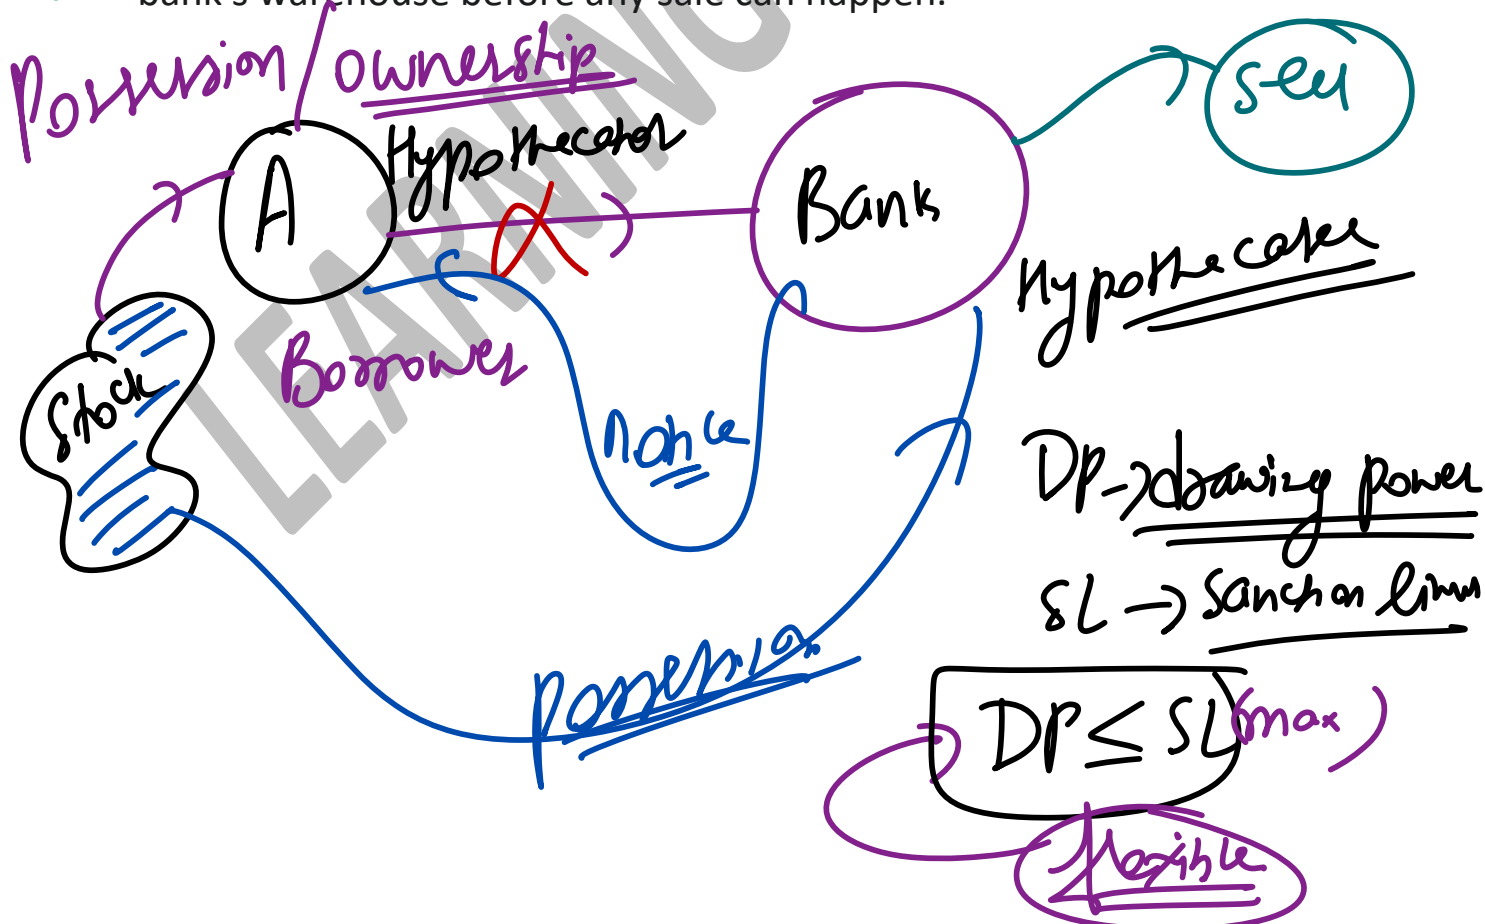 bank's warehouse before any sale can happen.
Possession / ownership
A
Hypothecator
Bank
sell
Hypothecatee
Borrower
Stock
notice
DP → drawing power
SL → Sanction limit
possession
DP ≤ SL (max)
flexible
LEARNING